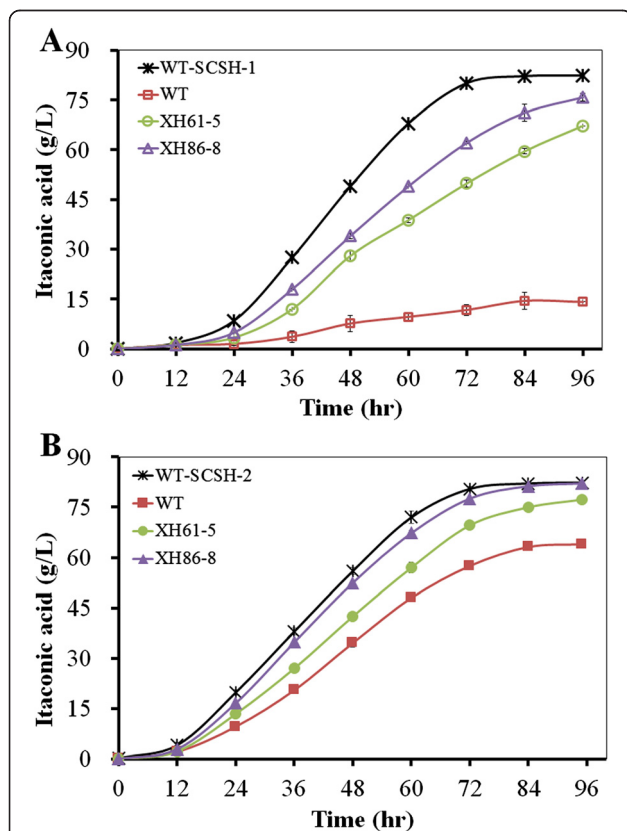 A
90
75
60
45
30
15
0
Itaconic acid (g/L)
WT-SCSH-1
WT
XH61-5
XH86-8
0 12 24 36 48 60 72 84 96
Time (hr)
B
90
75
60
45
30
15
0
Itaconic acid (g/L)
WT-SCSH-2
WT
XH61-5
XH86-8
0 12 24 36 48 60 72 84 96
Time (hr)